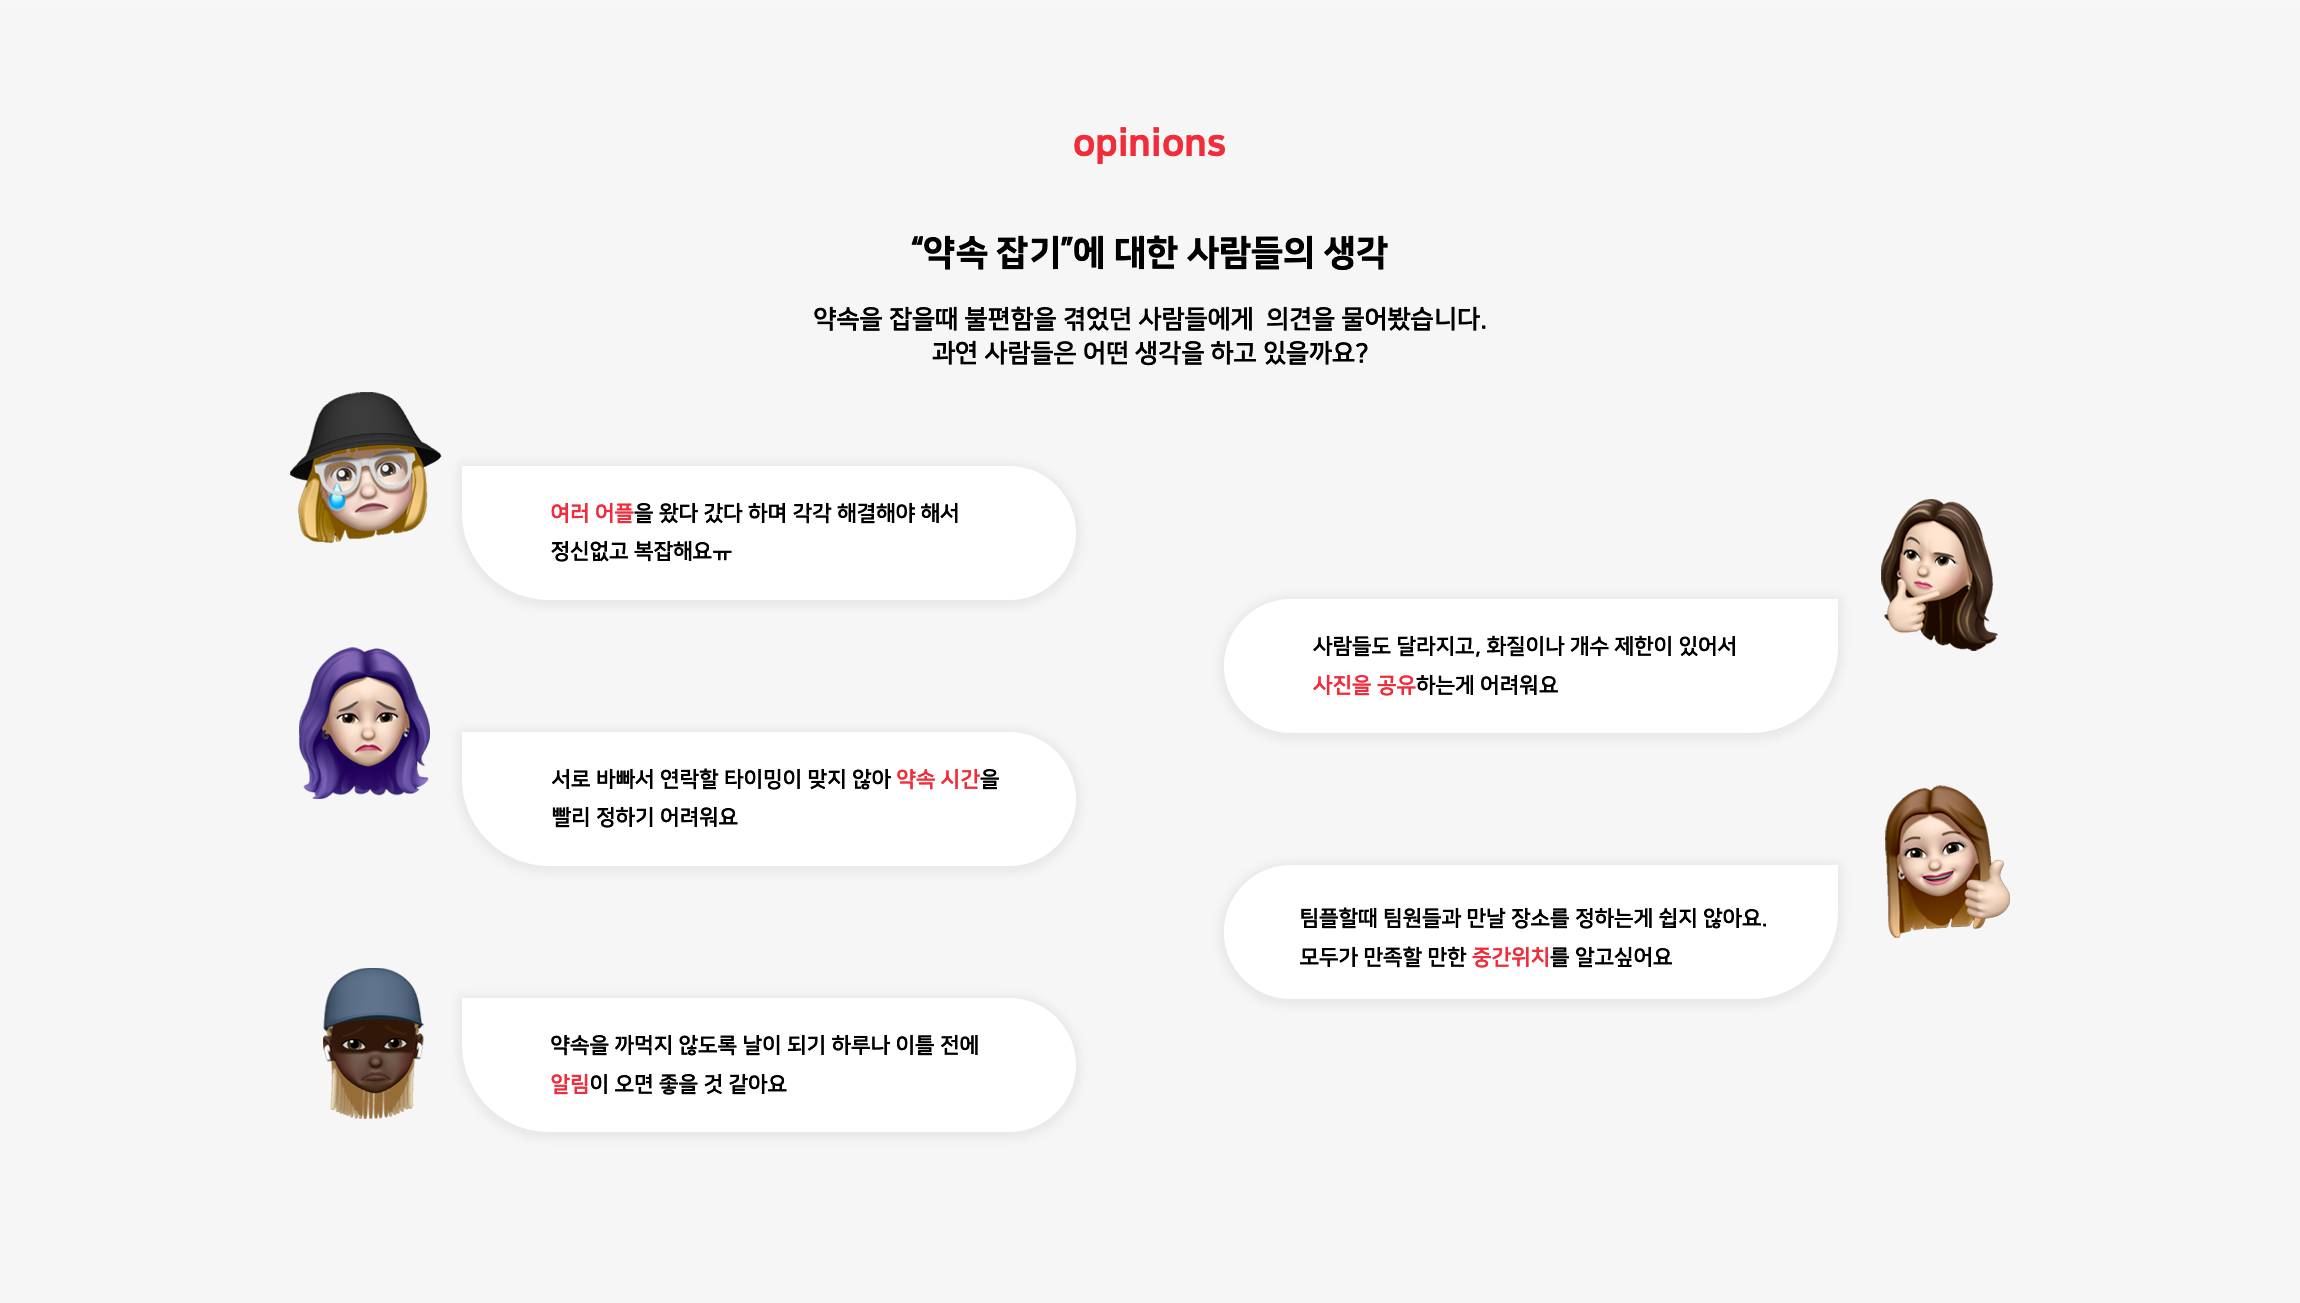 opinions
“약속 잡기”에 대한 사람들의 생각
약속을 잡을때 불편함을 겪었던 사람들에게 의견을 물어봤습니다.
과연 사람들은 어떤 생각을 하고 있을까요?
여러 어플을 왔다 갔다 하며 각각 해결해야 해서
정신없고 복잡해요ㅠ
사람들도 달라지고, 화질이나 개수 제한이 있어서
사진을 공유하는게 어려워요
서로 바빠서 연락할 타이밍이 맞지 않아 약속 시간을
빨리 정하기 어려워요
팀플할때 팀원들과 만날 장소를 정하는게 쉽지 않아요.
모두가 만족할 만한 중간위치를 알고싶어요
약속을 까먹지 않도록 날이 되기 하루나 이틀 전에
알림이 오면 좋을 것 같아요